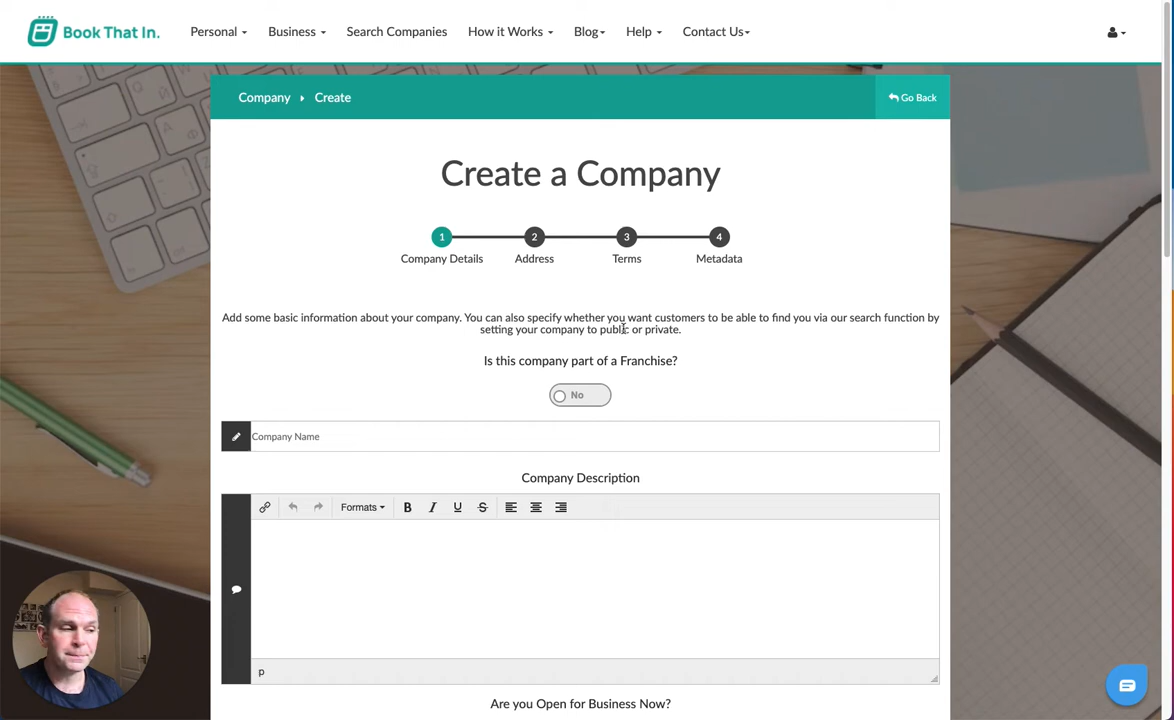 Book That In.
Personal
Business
Search Companies
How it Works
Blog
Help
Contact Us
Company
Create
Go Back
Create a Company
1
2
3
4
Company Details
Address
Terms
Metadata
Add some basic information about your company. You can also specify whether you want customers to be able to find you via our search function by
setting your company to public or private.
Is this company part of a Franchise?
No
Company Name
Company Description
Formats
B
I
U
S
p
Are you Open for Business Now?